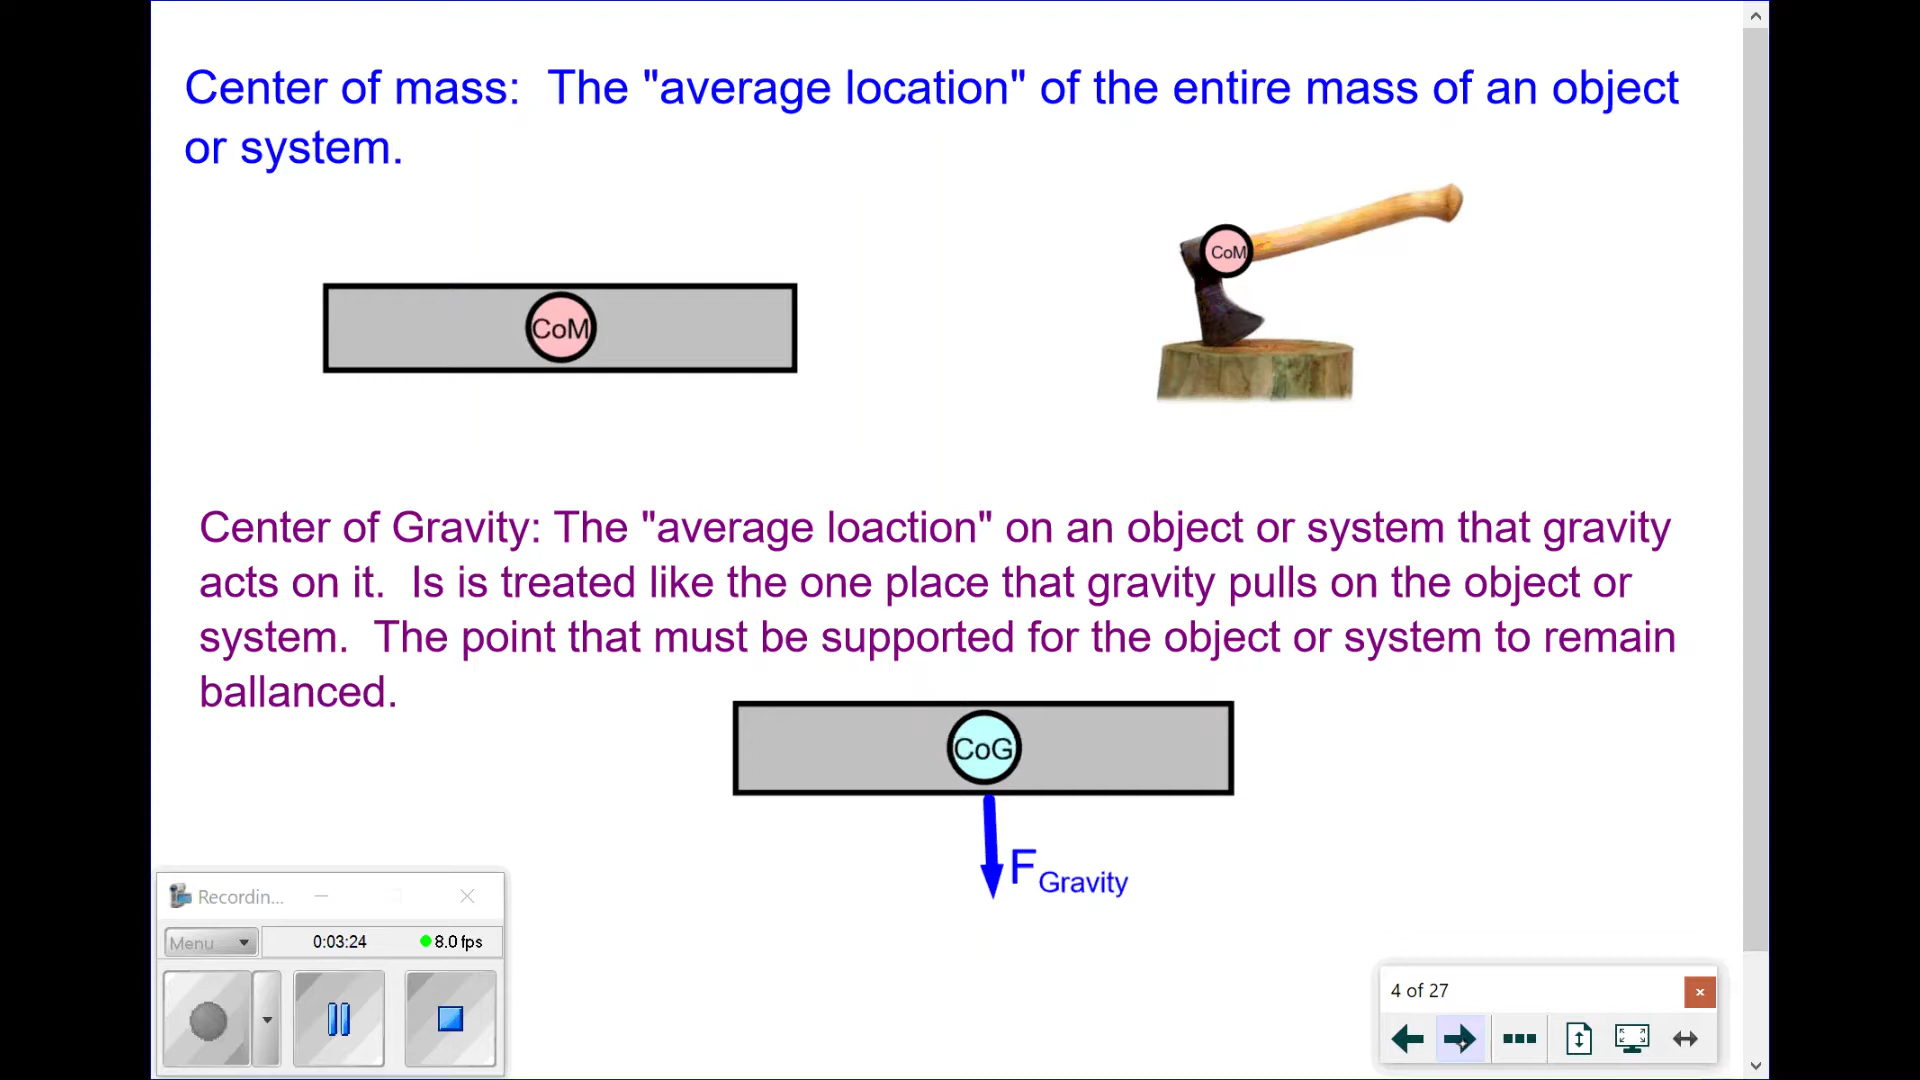 Center of mass:  The "average location" of the entire mass of an object
or system.
CoM
CoM
Center of Gravity: The "average loaction" on an object or system that gravity
acts on it.  Is is treated like the one place that gravity pulls on the object or
system.  The point that must be supported for the object or system to remain
ballanced.
CoG
F Gravity
Recordin...
Menu
0:03:24
8.0 fps
4 of 27